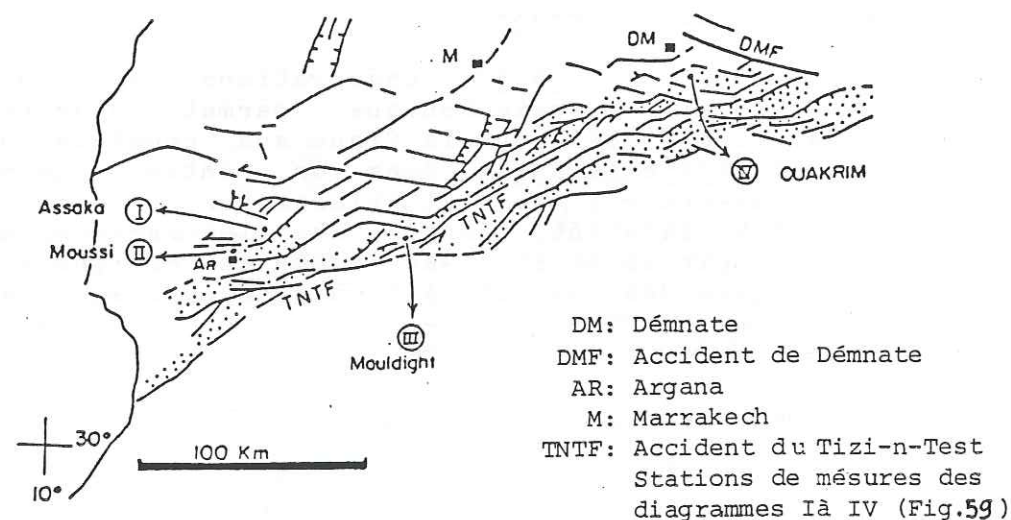 DM
M
DMF
IV
OUAKRIM
Assaka I
TNTF
Moussi II
AR
TNTF
III
Mouldight
DM: Démnate
DMF: Accident de Démnate
AR: Argana
M: Marrakech
TNTF: Accident du Tizi-n-Test
Stations de mésures des
diagrammes Ià IV (Fig.59)
30°
100 Km
10°